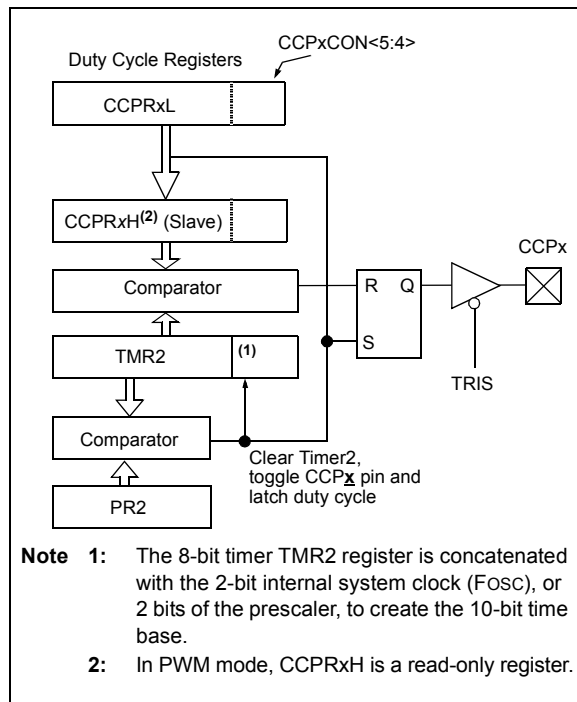 CCPxCON<5:4>
Duty Cycle Registers
CCPRxL
CCPRxH(2) (Slave)
CCPx
Comparator
R Q
S
TMR2
(1)
TRIS
Comparator
Clear Timer2,
toggle CCPx pin and
latch duty cycle
PR2
Note 1: The 8-bit timer TMR2 register is concatenated
with the 2-bit internal system clock (FOSC), or
2 bits of the prescaler, to create the 10-bit time
base.
2: In PWM mode, CCPRxH is a read-only register.